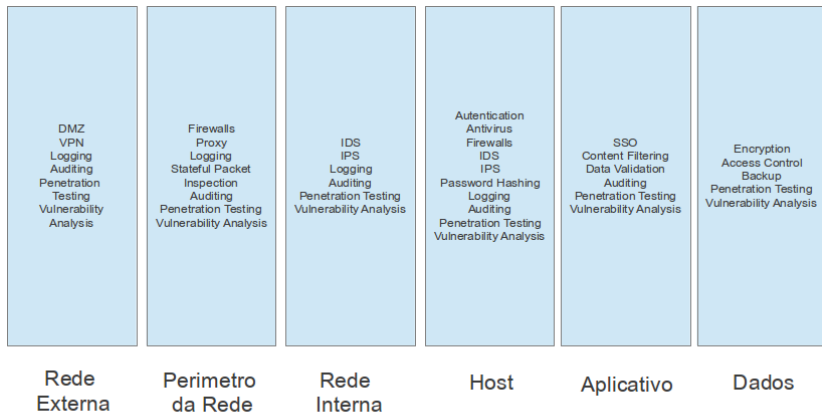 DMZ
VPN
Logging
Auditing
Penetration
Testing
Vulnerability
Analysis
Firewalls
Proxy
Logging
Stateful Packet
Inspection
Auditing
Penetration Testing
Vulnerability Analysis
IDS
IPS
Logging
Auditing
Penetration Testing
Vulnerability Analysis
Autentication
Antivirus
Firewalls
IDS
IPS
Password Hashing
Logging
Auditing
Penetration Testing
Vulnerability Analysis
SSO
Content Filtering
Data Validation
Auditing
Penetration Testing
Vulnerability Analysis
Encryption
Access Control
Backup
Penetration Testing
Vulnerability Analysis
Rede
Externa
Perimetro
da Rede
Rede
Interna
Host
Aplicativo
Dados